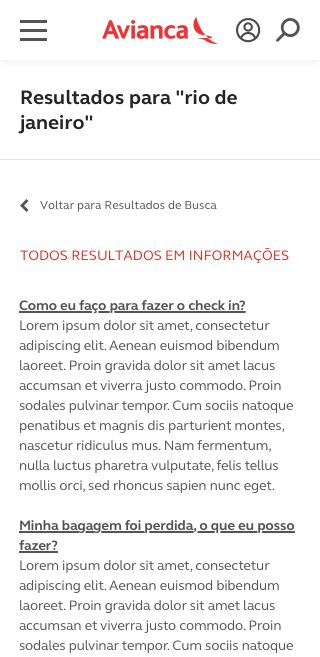 Avianca
Resultados para "rio de
janeiro"
Voltar para Resultados de Busca
TODOS RESULTADOS EM INFORMAÇÕES
Como eu faço para fazer o check in?
Lorem ipsum dolor sit amet, consectetur
adipiscing elit. Aenean euismod bibendum
laoreet. Proin gravida dolor sit amet lacus
accumsan et viverra justo commodo. Proin
sodales pulvinar tempor. Cum sociis natoque
penatibus et magnis dis parturient montes,
nascetur ridiculus mus. Nam fermentum,
nulla luctus pharetra vulputate, felis tellus
mollis orci, sed rhoncus sapien nunc eget.
Minha bagagem foi perdida, o que eu posso
fazer?
Lorem ipsum dolor sit amet, consectetur
adipiscing elit. Aenean euismod bibendum
laoreet. Proin gravida dolor sit amet lacus
accumsan et viverra justo commodo. Proin
sodales pulvinar tempor. Cum sociis natoque